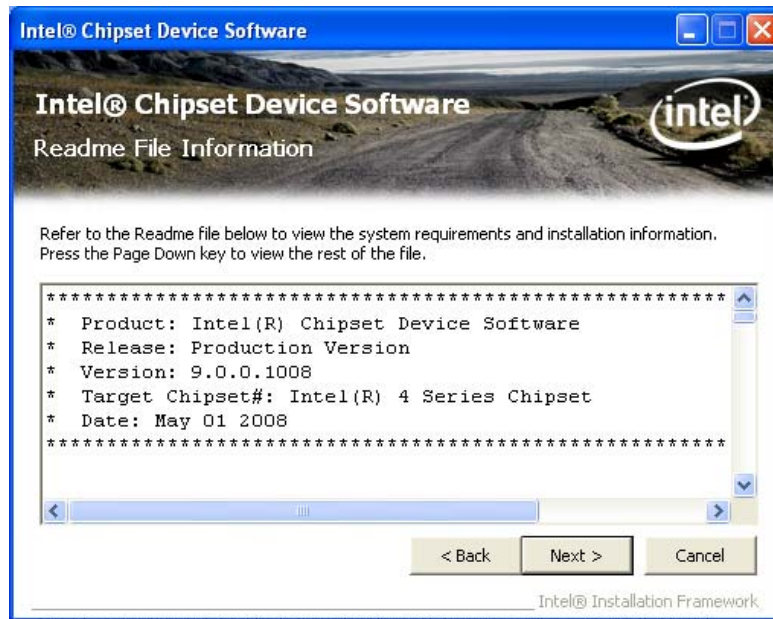 Intel® Chipset Device Software
Intel® Chipset Device Software
intel
Readme File Information
Refer to the Readme file below to view the system requirements and installation information.
Press the Page Down key to view the rest of the file.
********************************************************
* Product: Intel(R) Chipset Device Software
* Release: Production Version
* Version: 9.0.0.1008
* Target Chipset#: Intel(R) 4 Series Chipset
* Date: May 01 2008
********************************************************
< Back
Next >
Cancel
Intel® Installation Framework